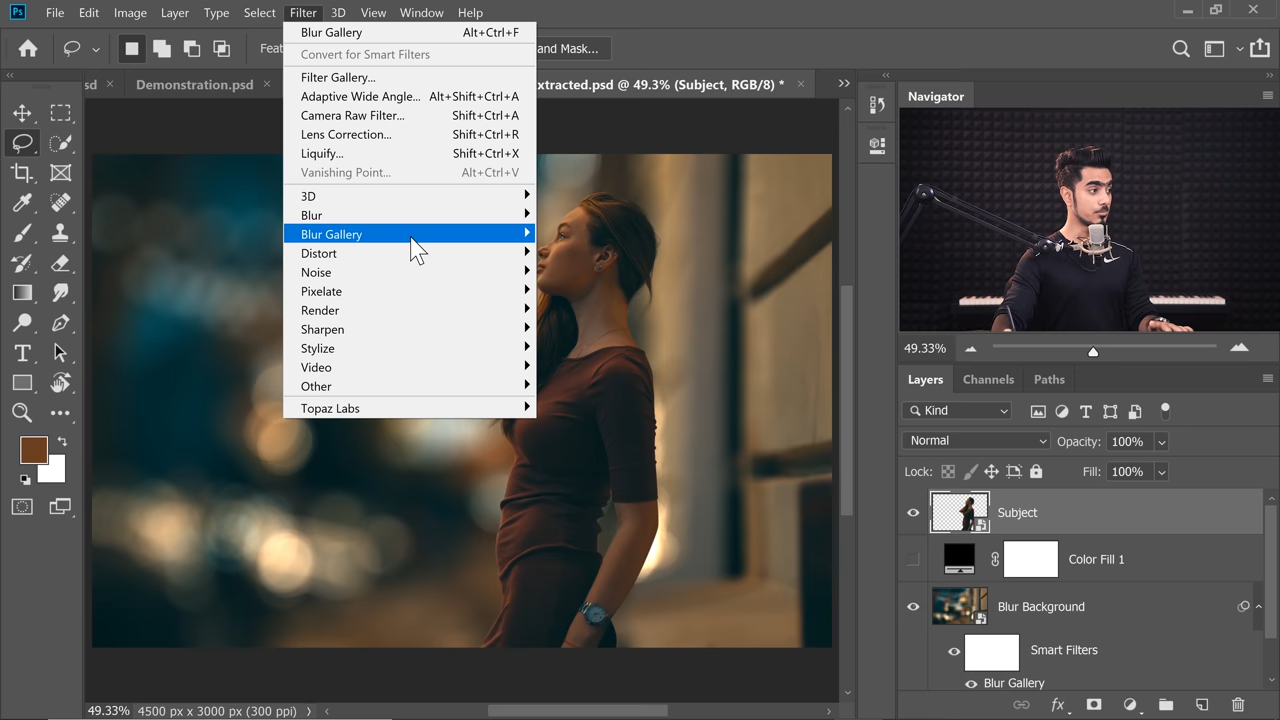 Ps File Edit Image Layer Type Select Filter 3D View Window Help
and Mask...
sd × Demonstration.psd × xtracted.psd @ 49.3% (Subject, RGB/8) * ×
Blur Gallery Alt+Ctrl+F
Convert for Smart Filters
Filter Gallery...
Adaptive Wide Angle... Alt+Shift+Ctrl+A
Camera Raw Filter... Shift+Ctrl+A
Lens Correction... Shift+Ctrl+R
Liquify... Shift+Ctrl+X
Vanishing Point... Alt+Ctrl+V
3D
Blur
Blur Gallery
Distort
Noise
Pixelate
Render
Sharpen
Stylize
Video
Other
Topaz Labs
Navigator
49.33%
Layers Channels Paths
Kind
Normal Opacity: 100%
Lock: Fill: 100%
Subject
Color Fill 1
Blur Background
Smart Filters
Blur Gallery
49.33% 4500 px x 3000 px (300 ppi)